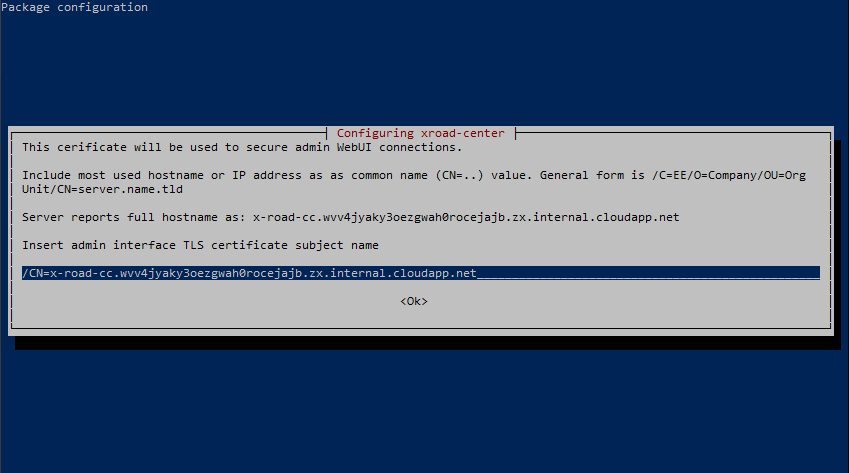 Package configuration
Configuring xroad-center
This cerificate will be used to secure admin WebUI connections.
Include most used hostname or IP address as as common name (CN=..) value. General form is /C=EE/O=Company/OU=Org
Unit/CN=server.name.tld
Server reports full hostname as: x-road-cc.wvv4jyaky3oezgwah0rocejajb.zx.internal.cloudapp.net
Insert admin interface TLS certificate subject name
/CN=x-road-cc.wvv4jyaky3oezgwah0rocejajb.zx.internal.cloudapp.net
<Ok>